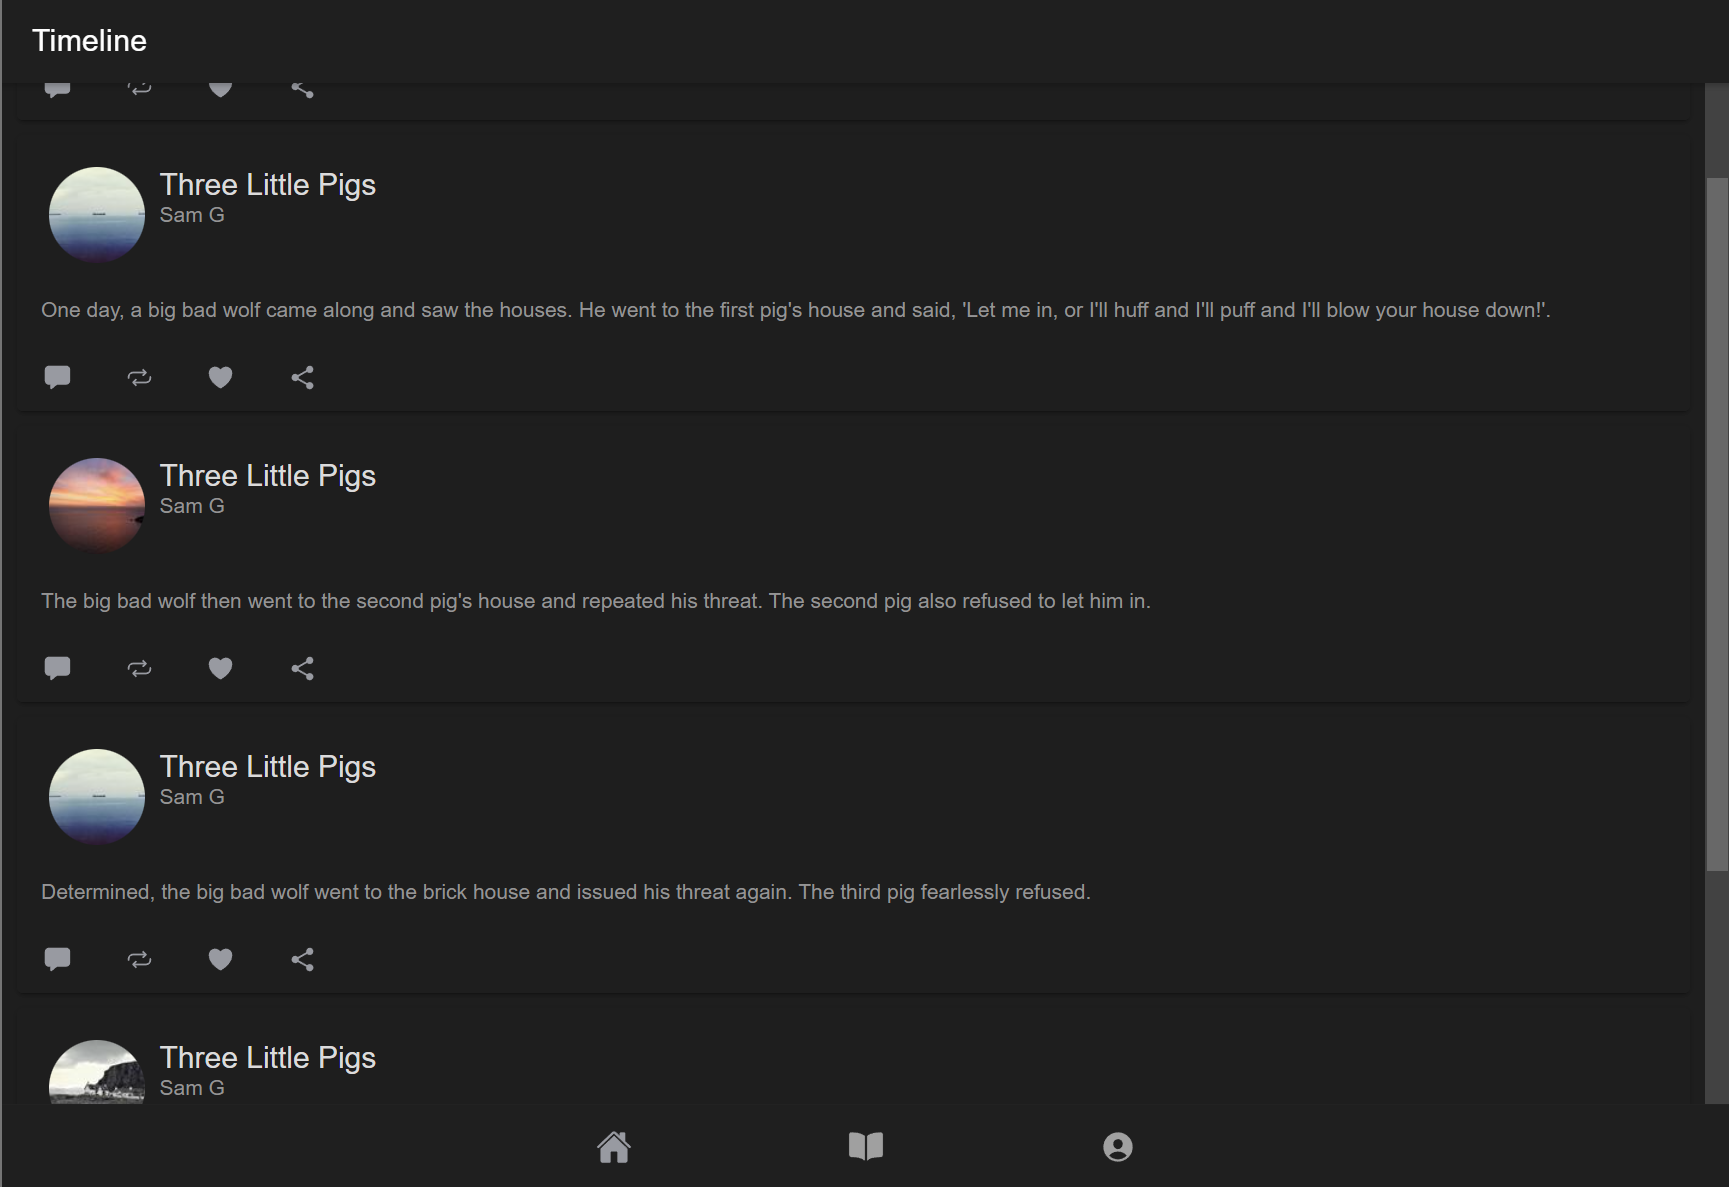 Timeline
Three Little Pigs
Sam G
One day, a big bad wolf came along and saw the houses. He went to the first pig's house and said, 'Let me in, or I'll huff and I'll puff and I'll blow your house down!'.
Three Little Pigs
Sam G
The big bad wolf then went to the second pig's house and repeated his threat. The second pig also refused to let him in.
Three Little Pigs
Sam G
Determined, the big bad wolf went to the brick house and issued his threat again. The third pig fearlessly refused.
Three Little Pigs
Sam G